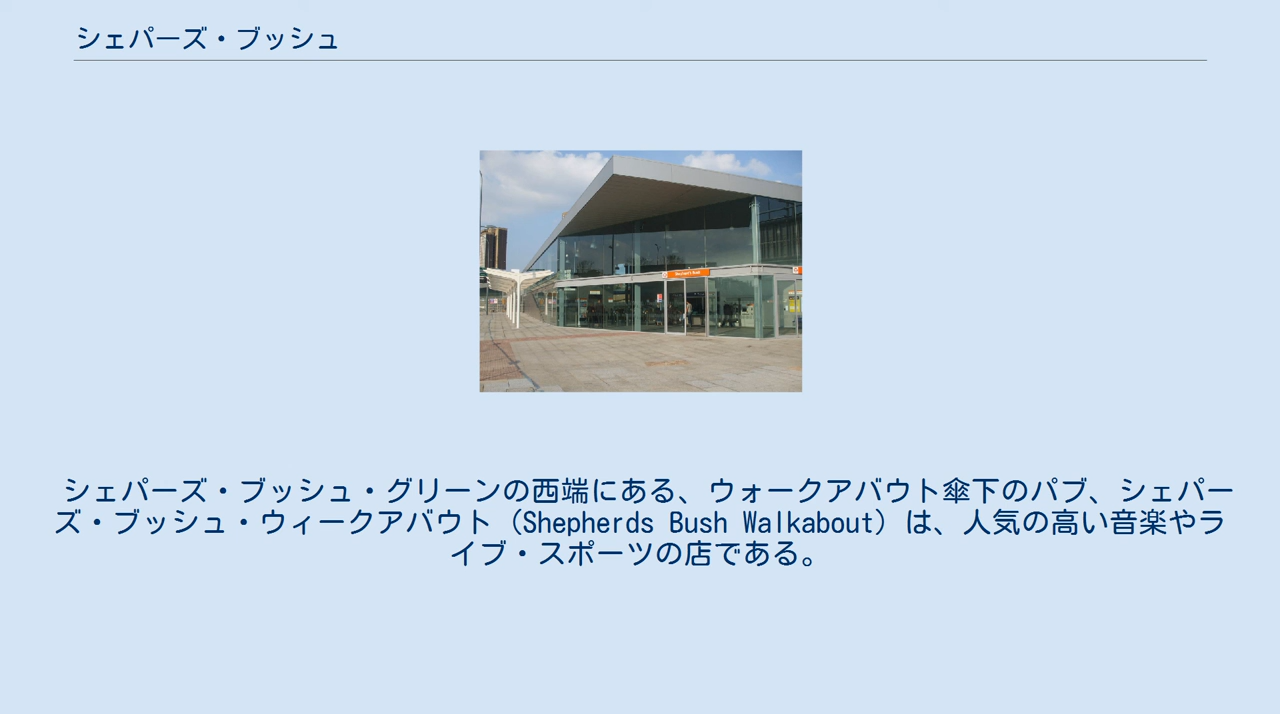 シェパーズ・ブッシュ
シェパーズ・ブッシュ・グリーンの西端にある、ウォークアバウト傘下のパブ、シェパー
ズ・ブッシュ・ウィークアバウト（Shepherds Bush Walkabout）は、人気の高い音楽やラ
イブ・スポーツの店である。